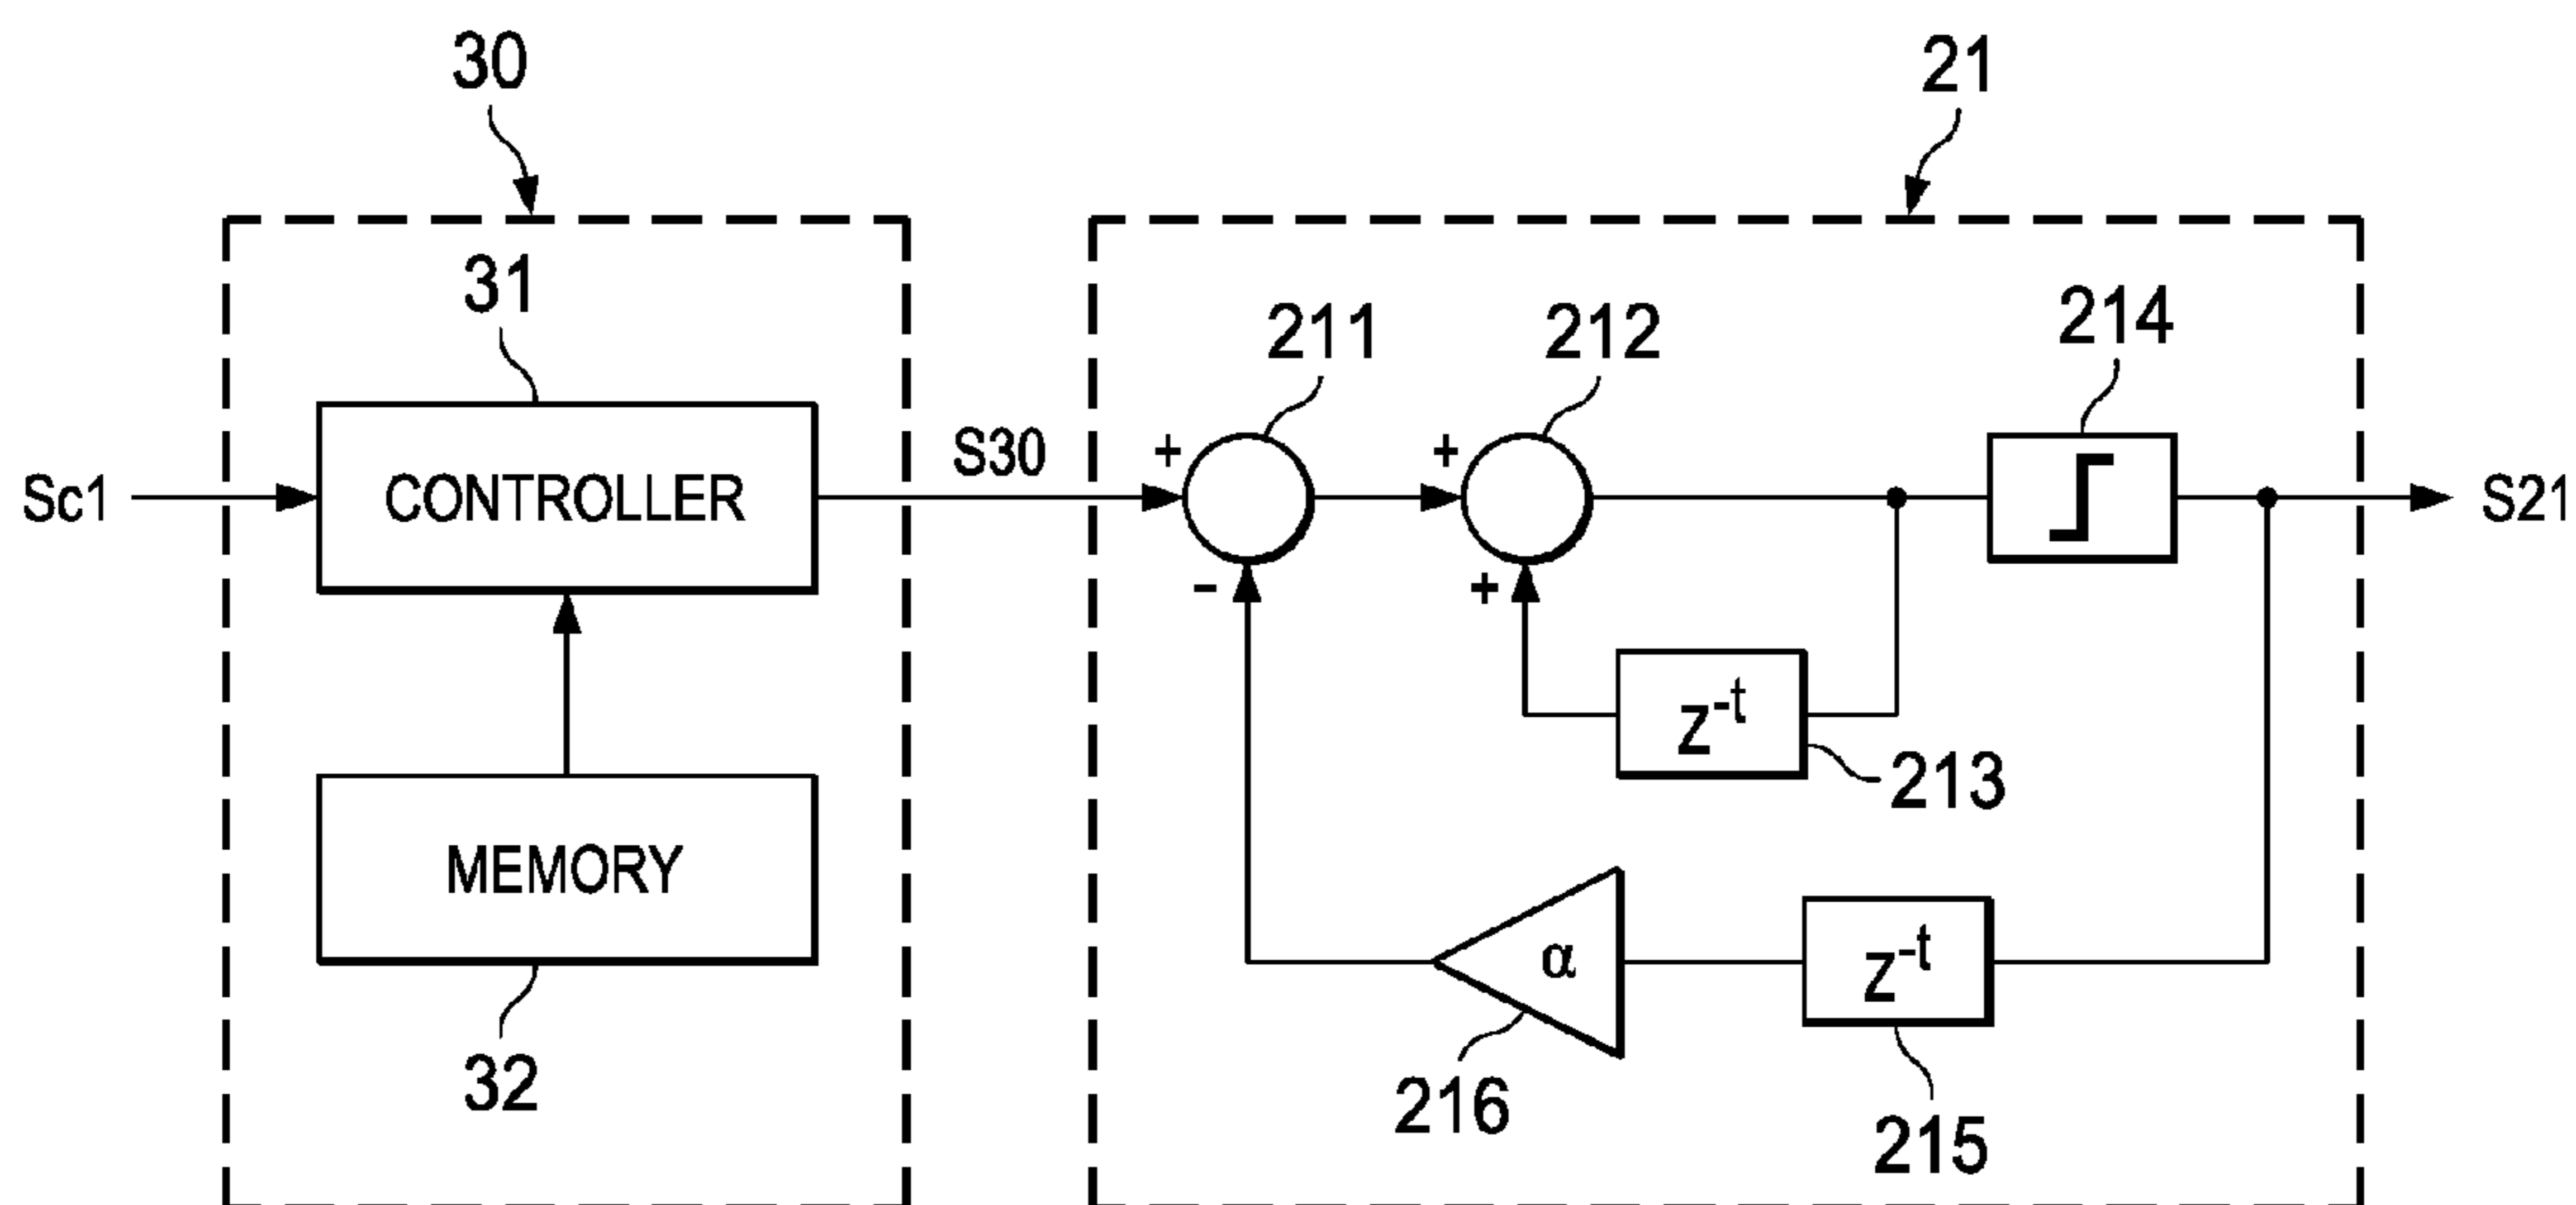 30
21
31
211
212
214
Sc1
CONTROLLER
S30
+
+
S21
-
+
z-t
213
MEMORY
α
z-t
32
216
215